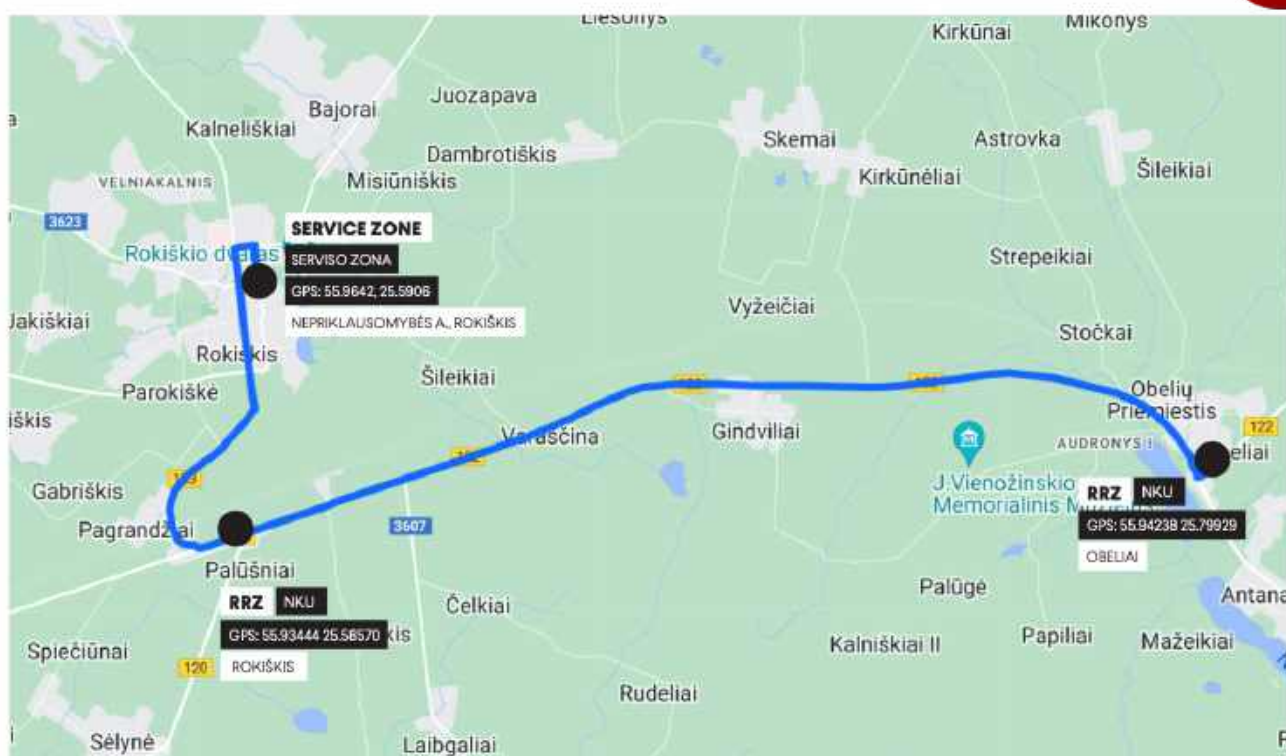 Kirkūnai
Mikonys
Juozapava
Bajorai
Kalneliškiai
Skemai
Astrovka
Dambrotiškis
Šileikiai
Kirkūnėliai
VELNIAKALNIS
Misiūniškis
3623
SERVICE ZONE
Rokiškio dvaras
SERVISO ZONA
GPS: 55.9642, 25.5906
NEPRIKLAUSOMYBĖS A., ROKIŠKIS
Strepeikiai
Vyžeičiai
Jakiškiai
Stočkai
Rokiškis
Šileikiai
Parokiškė
Obelių
Priemiestis
122
Varaščina
Gindviliai
AUDRONYS I
J.Vienožinskio
Memorialinis
RRZ NKU
GPS: 55.94238 25.79929
OBELIAI
Gabriškis
Pagrandžiai
3607
Palūšniai
RRZ NKU
GPS: 55.93444 25.58570
ROKIŠKIS
Čelkiai
Palūgė
Antana
Spiečiūnai
120
Kalniškiai II
Papiliai
Mažeikiai
Rudeliai
Sėlynė
Laibgaliai